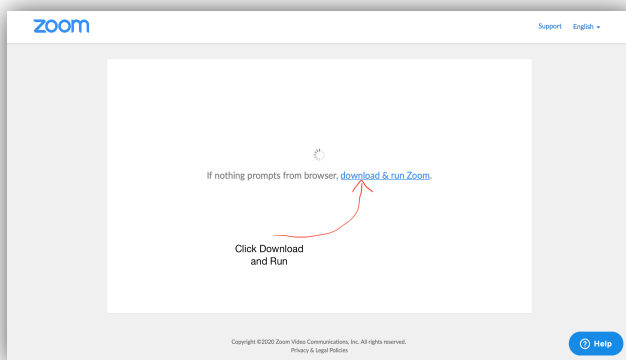 zoom
Support English
If nothing prompts from browser, download & run Zoom.
Click Download
and Run
Copyright ©2020 Zoom Video Communications, Inc. All rights reserved.
Privacy & Legal Policies
? Help